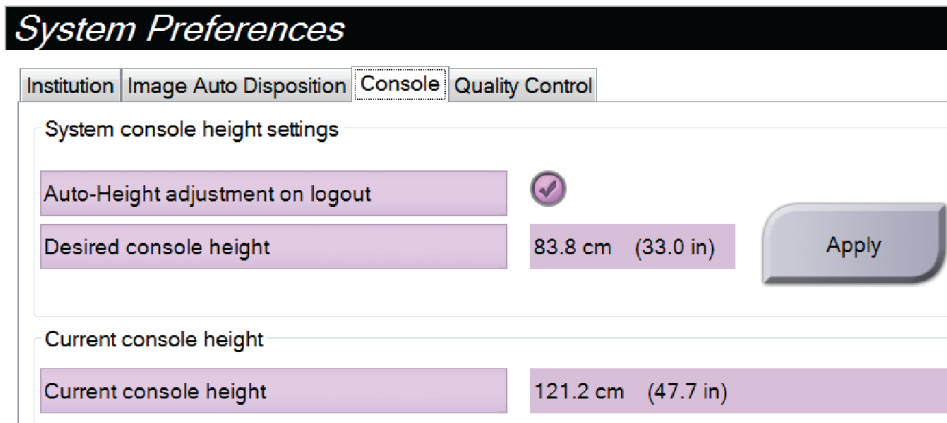 System Preferences
Institution Image Auto Disposition Console Quality Control
System console height settings
Auto-Height adjustment on logout
Desired console height 83.8 cm (33.0 in) Apply
Current console height
Current console height 121.2 cm (47.7 in)